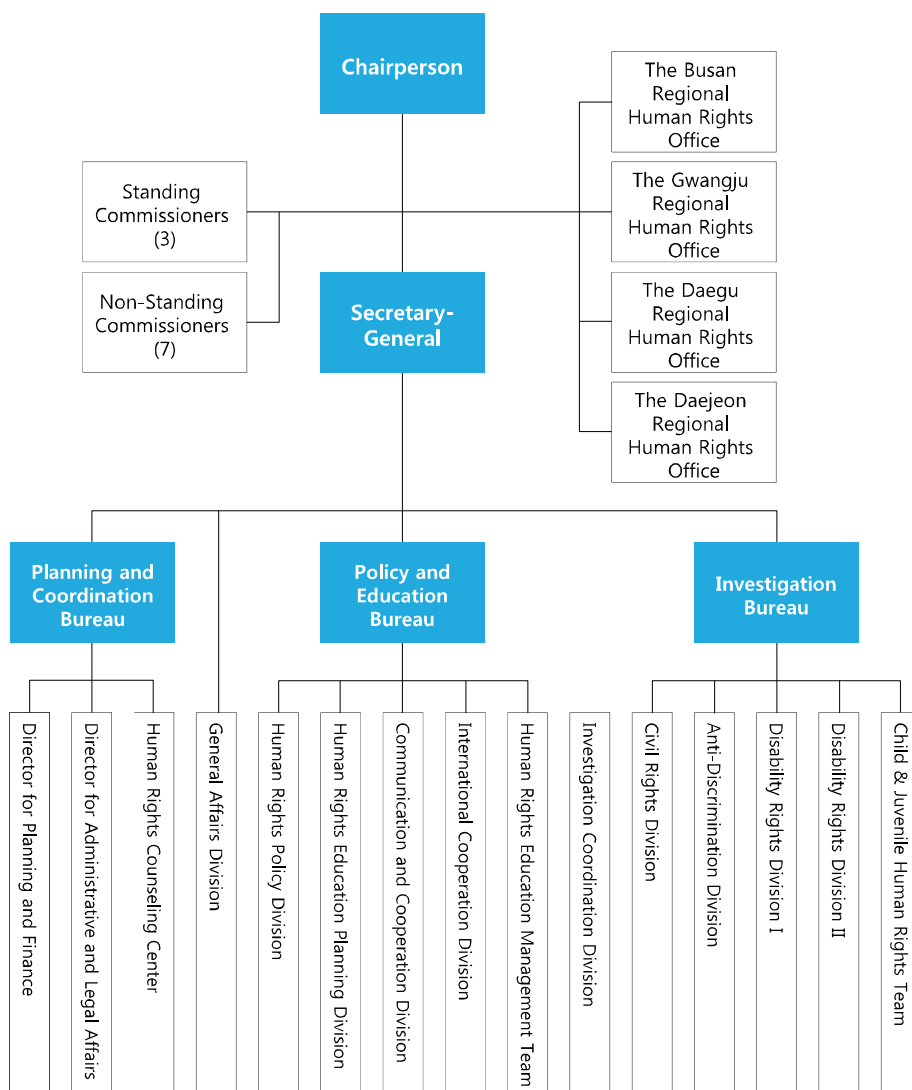 Chairperson
The Busan
Regional
Human Rights
Office
Standing
Commissioners
(3)
The Gwangju
Regional
Human Rights
Office
Non-Standing
Commissioners
(7)
Secretary-
General
The Daegu
Regional
Human Rights
Office
The Daejeon
Regional
Human Rights
Office
Planning and
Coordination
Bureau
Policy and
Education
Bureau
Investigation
Bureau
Director for Planning and Finance
Director for Administrative and Legal Affairs
Human Rights Counseling Center
General Affairs Division
Human Rights Policy Division
Human Rights Education Planning Division
Communication and Cooperation Division
International Cooperation Division
Human Rights Education Management Team
Investigation Coordination Division
Civil Rights Division
Anti-Discrimination Division
Disability Rights Division I
Disability Rights Division II
Child & Juvenile Human Rights Team